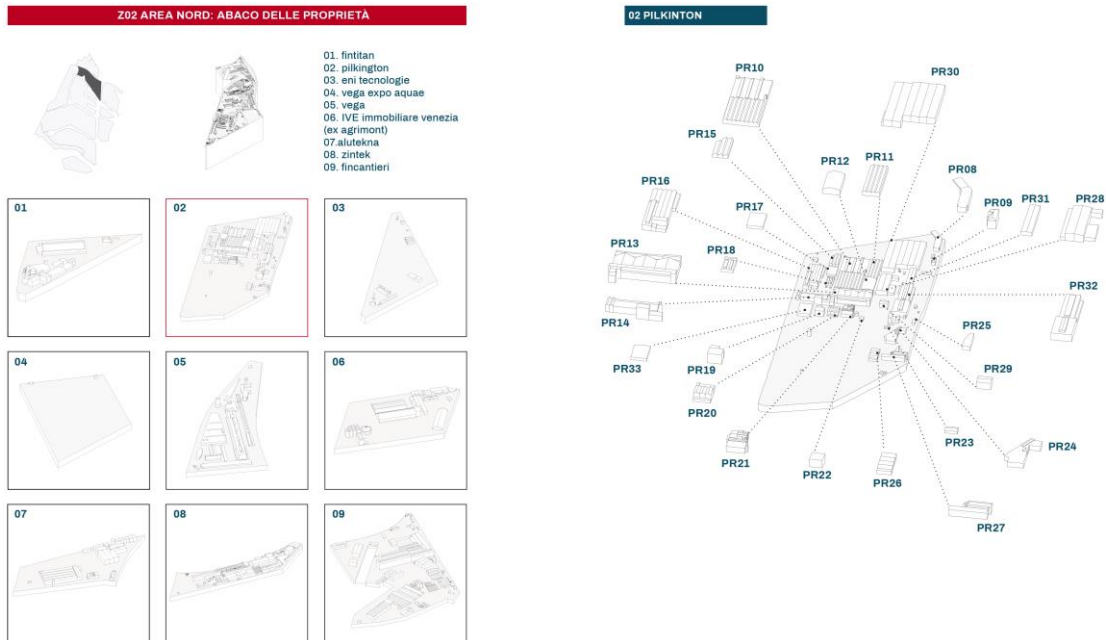 Z02 AREA NORD: ABACO DELLE PROPRIETÀ
01. fintitan
02. pilkington
03. eni tecnologie
04. vega expo aquae
05. vega
06. IVE immobiliare venezia
(ex agrimont)
07.alutekna
08. zintek
09. fincantieri
01
02
03
04
05
06
07
08
09
02 PILKINTON
PR10
PR30
PR15
PR12
PR11
PR08
PR16
PR17
PR09
PR31
PR28
PR13
PR18
PR32
PR14
PR25
PR33
PR19
PR29
PR20
PR23
PR21
PR22
PR26
PR24
PR27